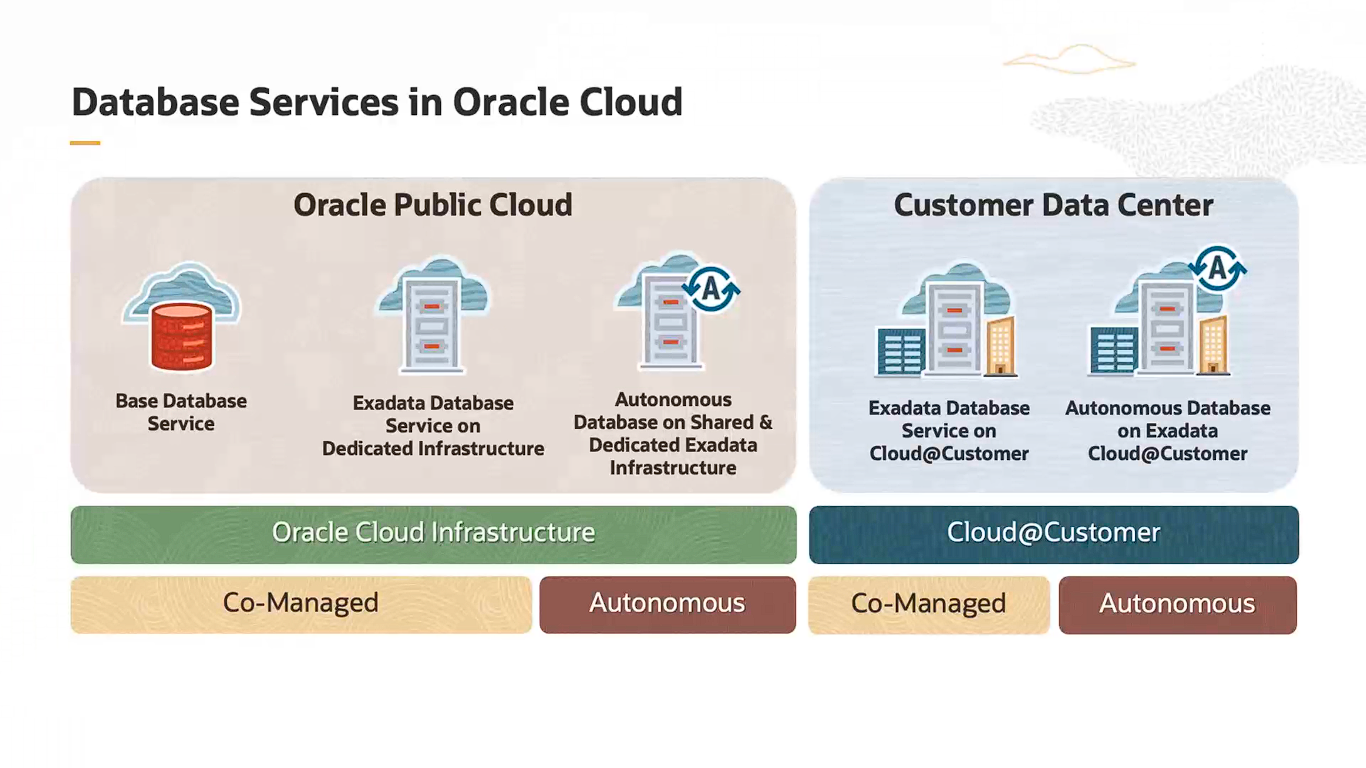 Database Services in Oracle Cloud
Oracle Public Cloud
Base Database
Service
Exadata Database
Service on
Dedicated Infrastructure
A
Autonomous
Database on Shared &
Dedicated Exadata
Infrastructure
Customer Data Center
Exadata Database
Service on
Cloud@Customer
A
Autonomous Database
on Exadata
Cloud@Customer
Oracle Cloud Infrastructure
Cloud@Customer
Co-Managed
Autonomous
Co-Managed
Autonomous